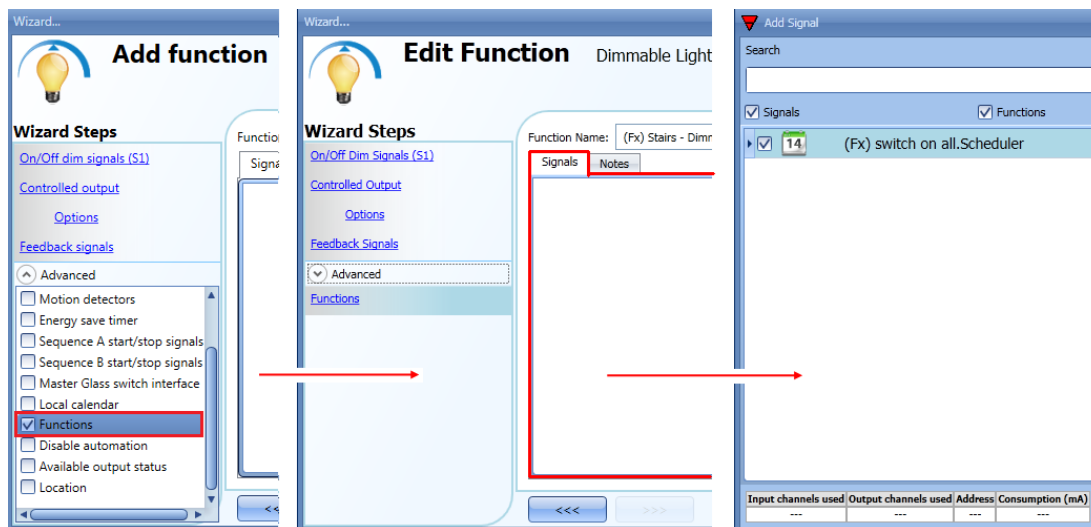 Wizard...
Add function
Wizard Steps
On/Off dim signals (S1)
Controlled output
Options
Feedback signals
Advanced
Motion detectors
Energy save timer
Sequence A start/stop signals
Sequence B start/stop signals
Master Glass switch interface
Local calendar
Functions
Disable automation
Available output status
Location
Functio
Signa
<<
Wizard...
Edit Function Dimmable Light
Wizard Steps
On/Off Dim Signals (S1)
Controlled Output
Options
Feedback Signals
Advanced
Functions
Function Name: (Fx) Stairs - Dimm
Signals Notes
<<< >>>
Add Signal
Search
Signals Functions
14 (Fx) switch on all.Scheduler
Input channels used Output channels used Address Consumption (mA)
--- --- --- ---